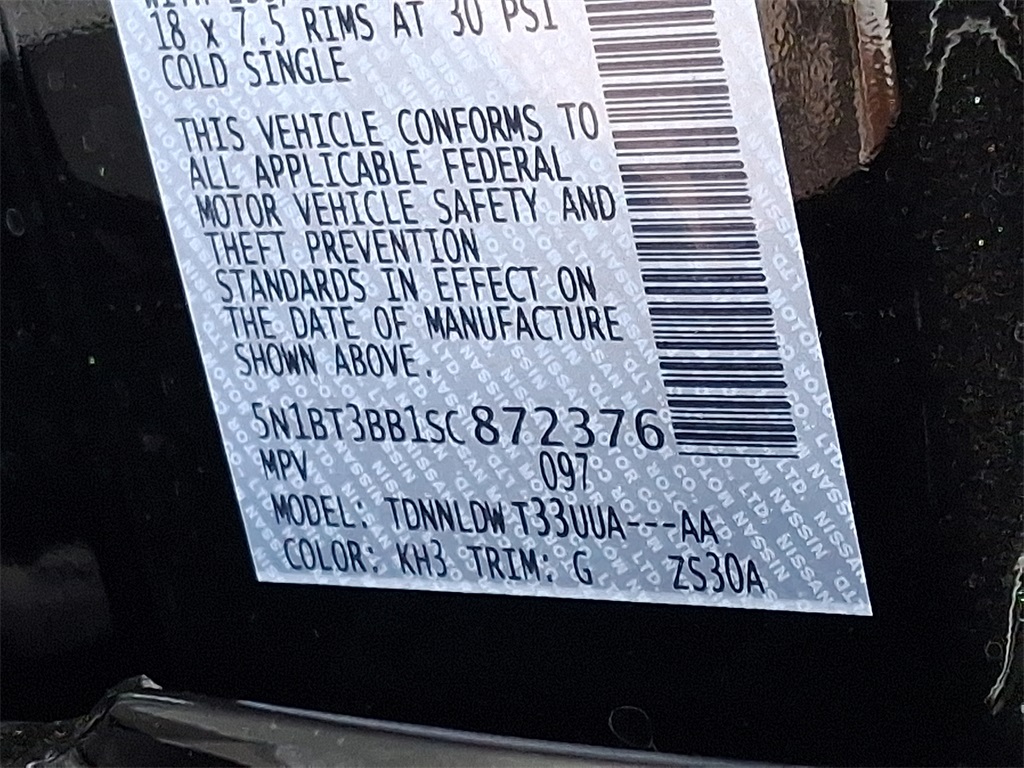 18 x 7.5 RIMS AT 30 PSI
COLD SINGLE
THIS VEHICLE CONFORMS TO
ALL APPLICABLE FEDERAL
MOTOR VEHICLE SAFETY AND
THEFT PREVENTION
STANDARDS IN EFFECT ON
THE DATE OF MANUFACTURE
SHOWN ABOVE.
5N1BT3BB1SC872376
MPV 097
MODEL: TDNNLDW T33UUA---AA
COLOR: KH3 TRIM: G ZS30A